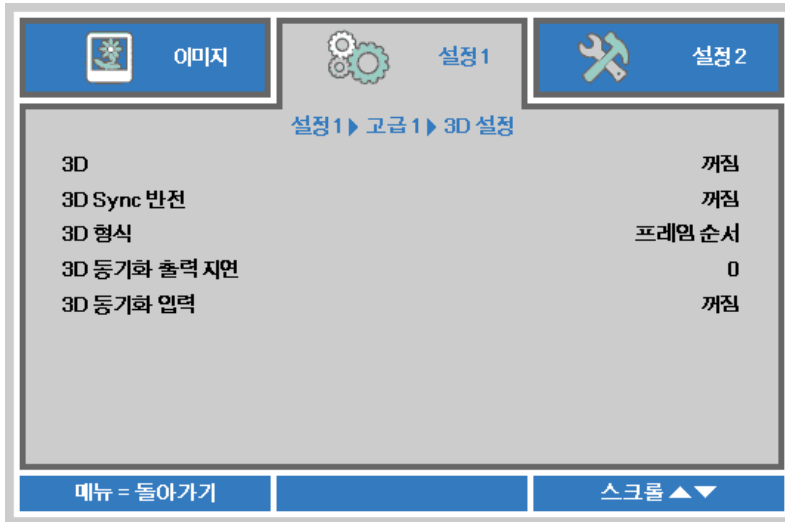 이미지
설정 1
설정 2
설정 1 ▶ 고급 1 ▶ 3D 설정
3D 꺼짐
3D Sync 반전 꺼짐
3D 형식 프레임 순서
3D 동기화 출력 지연 0
3D 동기화 입력 꺼짐
메뉴 = 돌아가기
스크롤 ▲▼